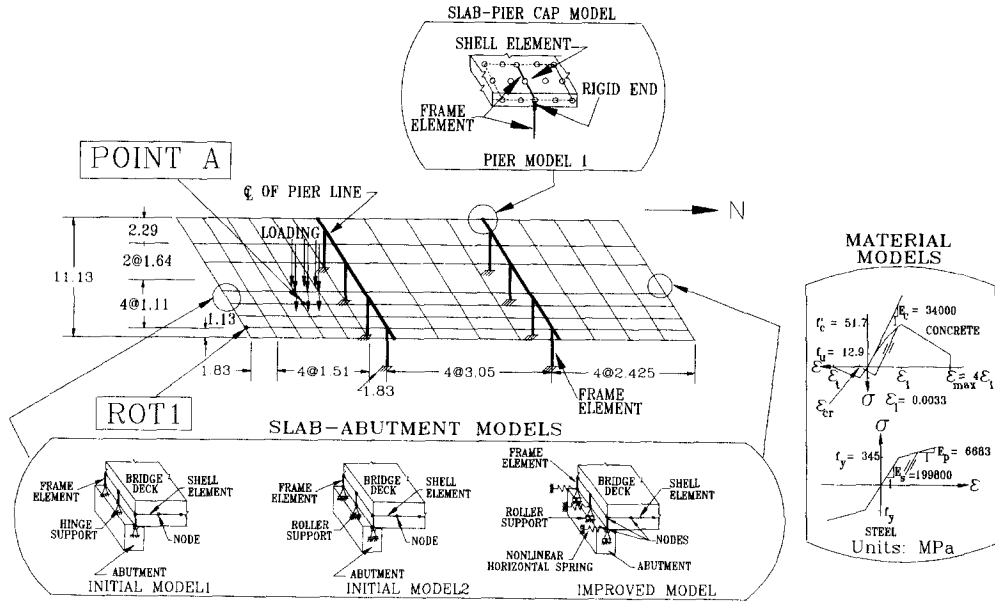 SLAB-PIER CAP MODEL
SHELL ELEMENT
RIGID END
FRAME
ELEMENT
PIER MODEL 1
POINT A
℄ OF PIER LINE
N
LOADING
2.29
2@1.64
11.13
4@1.11
1.13
1.83
4@1.51
1.83
4@3.05
4@2.425
FRAME
ELEMENT
ROT1
MATERIAL
MODELS
f'c = 51.7
Ec = 34000
CONCRETE
fu = 12.9
ε
εt
εi
εmax = 4εi
εcr
σ
εi = 0.0033
σ
fy = 345
Ep = 6683
Es=199800
ε
fy
STEEL
Units: MPa
SLAB-ABUTMENT MODELS
FRAME
ELEMENT
BRIDGE
DECK
SHELL
ELEMENT
HINGE
SUPPORT
NODE
ABUTMENT
INITIAL MODEL1
BRIDGE
DECK
SHELL
ELEMENT
ROLLER
SUPPORT
NODE
ABUTMENT
INITIAL MODEL2
FRAME
ELEMENT
BRIDGE
DECK
SHELL
ELEMENT
ROLLER
SUPPORT
NODES
NONLINEAR
HORIZONTAL SPRING
ABUTMENT
IMPROVED MODEL